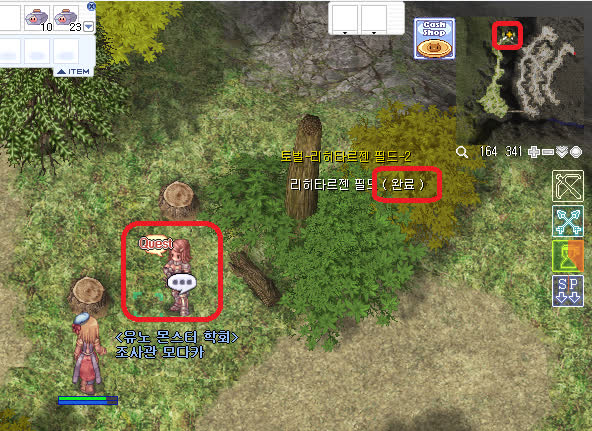 10
23
ITEM
Cash
Shop
164 341
토벌-리히타르젠 필드-2
리히타르젠 필드 ( 완료 )
Quest
SP
<뮤노 몬스터 학회>
조사관 모다카